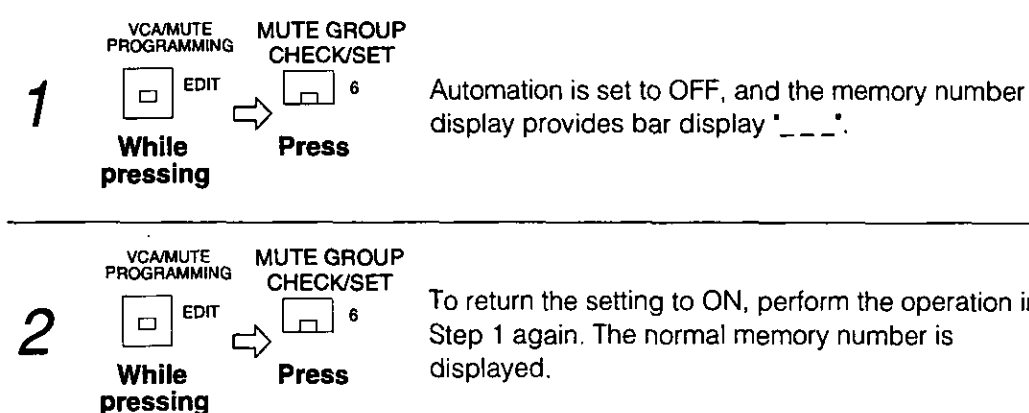 1
VCA/MUTE
PROGRAMMING
EDIT
While
pressing
MUTE GROUP
CHECK/SET
6
Press
Automation is set to OFF, and the memory number
display provides bar display "_ _ _".
2
VCA/MUTE
PROGRAMMING
EDIT
While
pressing
MUTE GROUP
CHECK/SET
6
Press
To return the setting to ON, perform the operation in
Step 1 again. The normal memory number is
displayed.